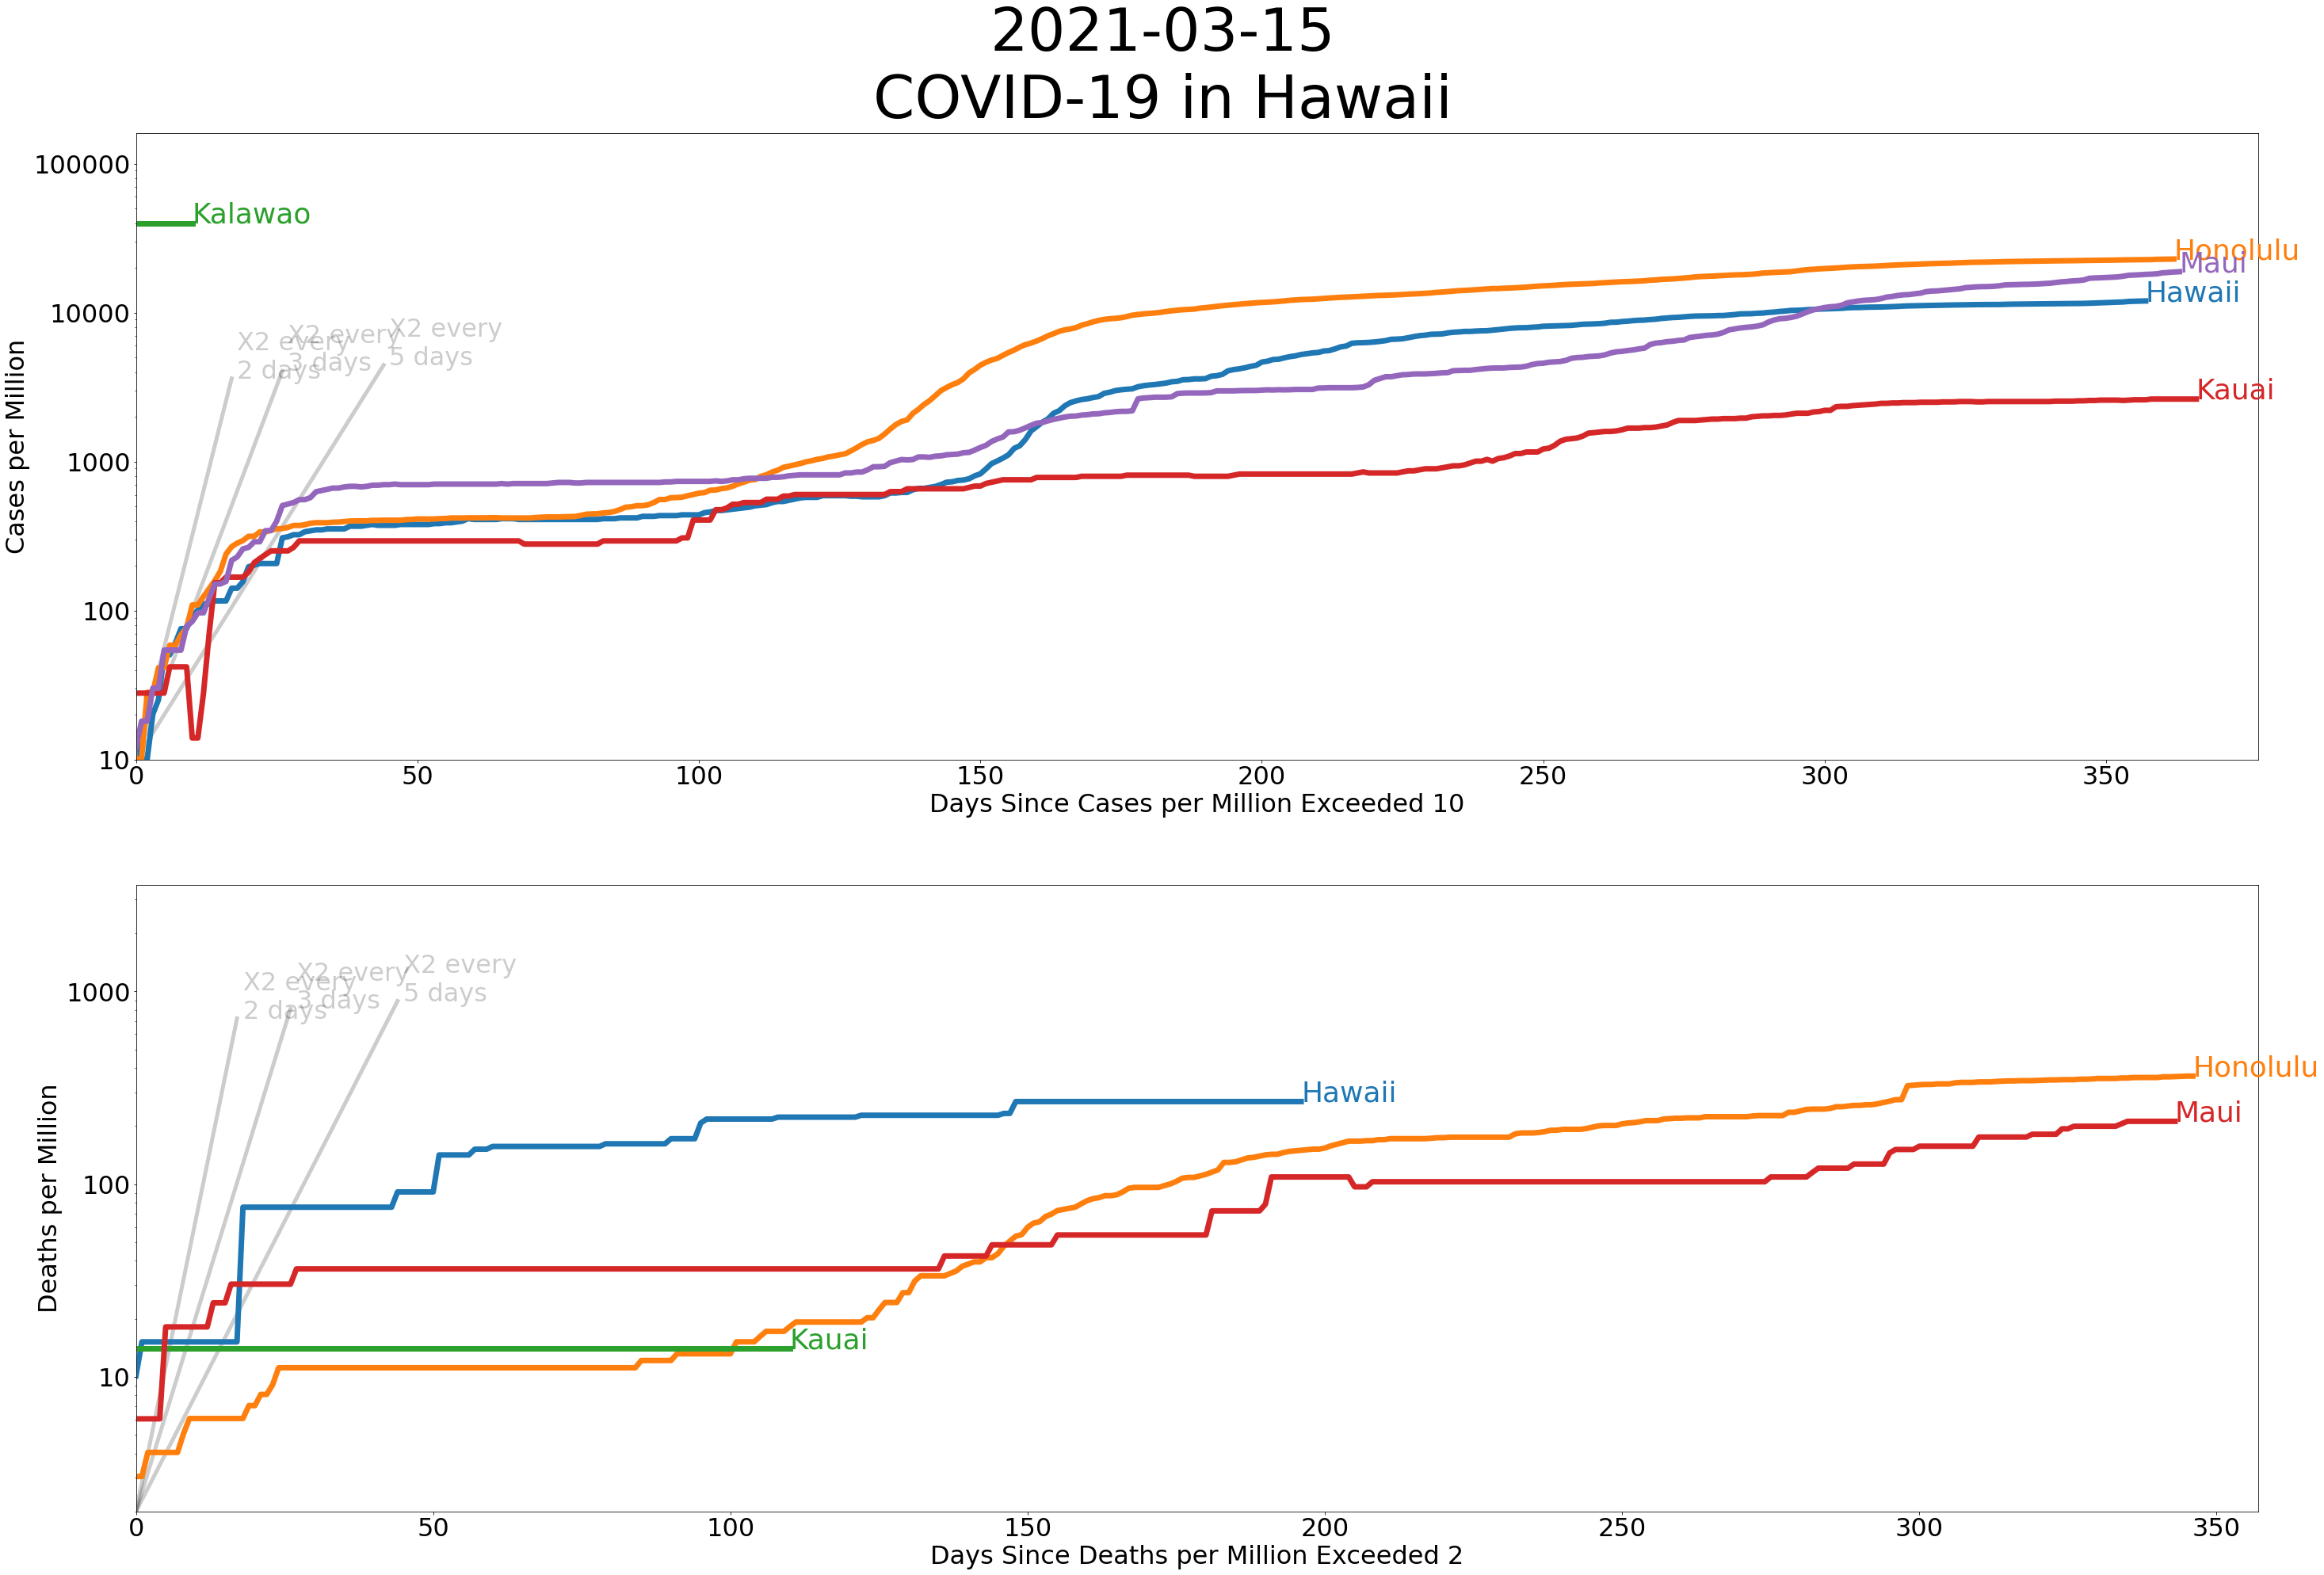 2021-03-15
COVID-19 in Hawaii
100000
10000
1000
100
10
Cases per Million
Kalawao
Honolulu
Maui
Hawaii
Kauai
X2 every
2 days
X2 every
3 days
X2 every
5 days
0
50
100
150
200
250
300
350
Days Since Cases per Million Exceeded 10
1000
100
10
Deaths per Million
X2 every
2 days
X2 every
3 days
X2 every
5 days
Hawaii
Honolulu
Maui
Kauai
0
50
100
150
200
250
300
350
Days Since Deaths per Million Exceeded 2